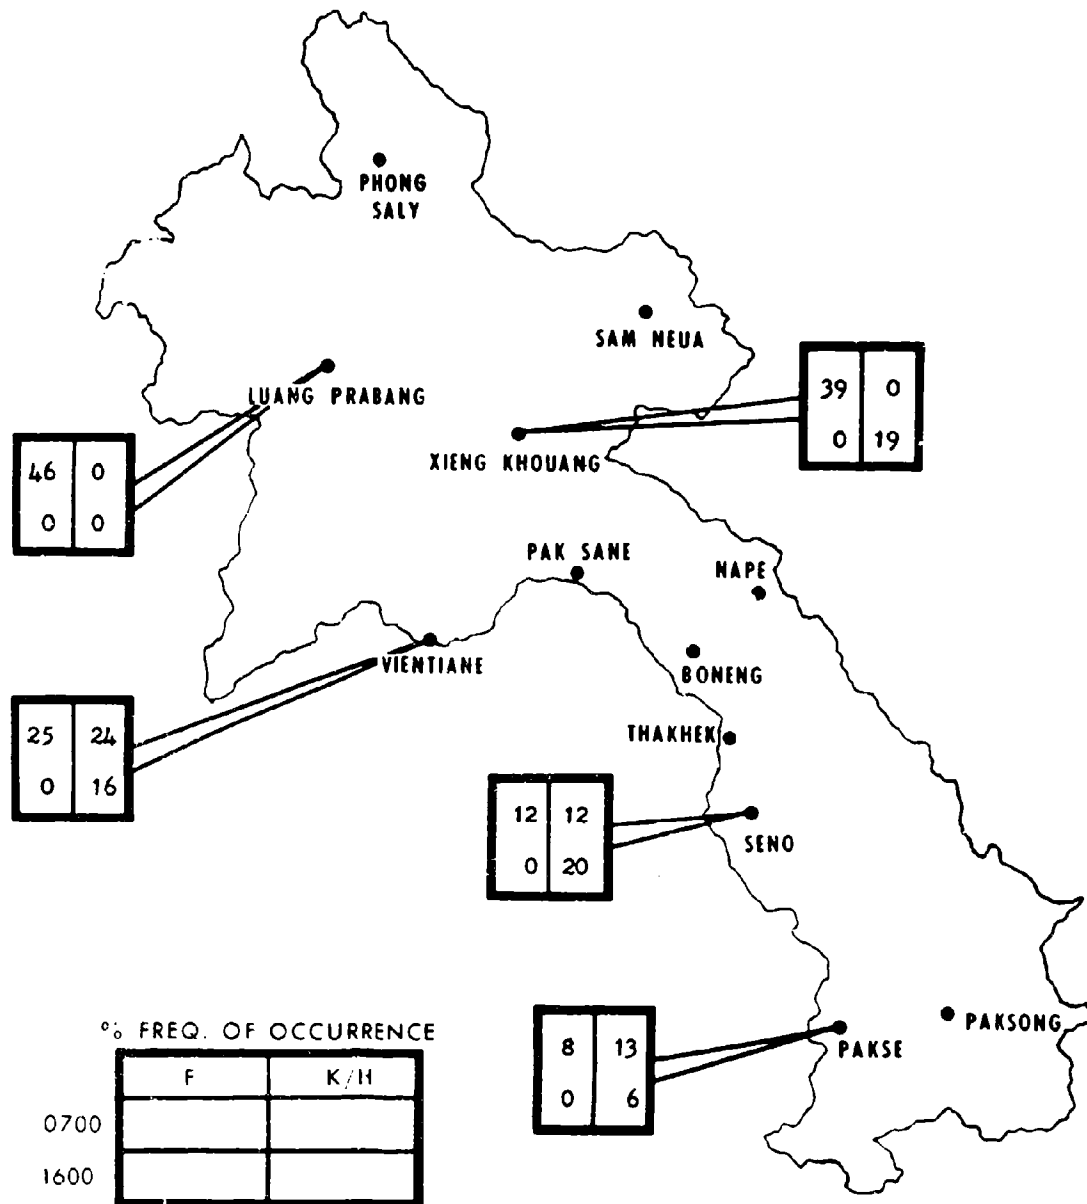 PHONG
SALY
SAM NEUA
LUANG PRABANG
39 0
0 19
XIENG KHOUANG
46 0
0 0
PAK SANE
NAPE
VIENTIANE
BONENG
25 24
0 16
THAKHEK
12 12
0 20
SENO
8 13
0 6
PAKSONG
PAKSE
% FREQ. OF OCCURRENCE
F K/H
0700
1600